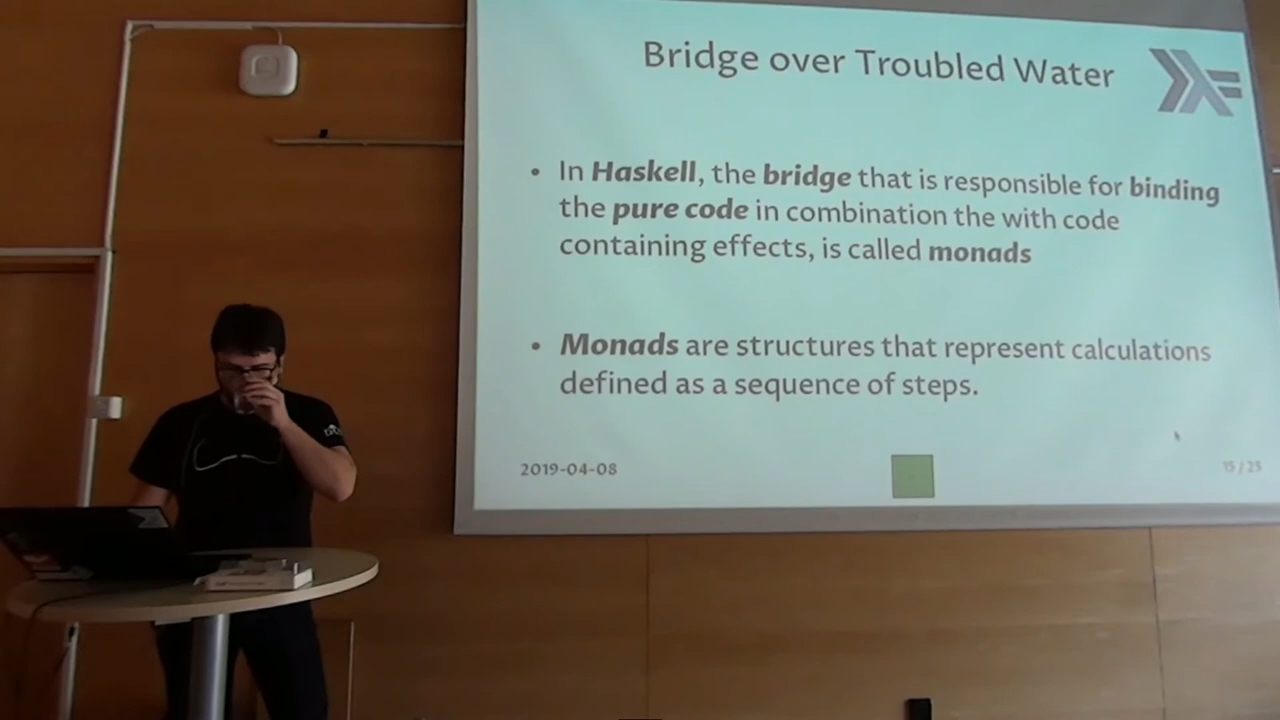 Bridge over Troubled Water
• In Haskell, the bridge that is responsible for binding
the pure code in combination the with code
containing effects, is called monads
• Monads are structures that represent calculations
defined as a sequence of steps.
2019-04-08
15 / 23